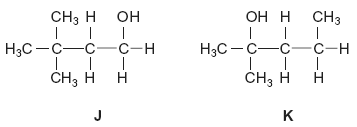 CH₃ H OH OH H CH₃
H₃C—C—C—C—H H₃C—C—C—C—H
CH₃ H H CH₃ H H
J K